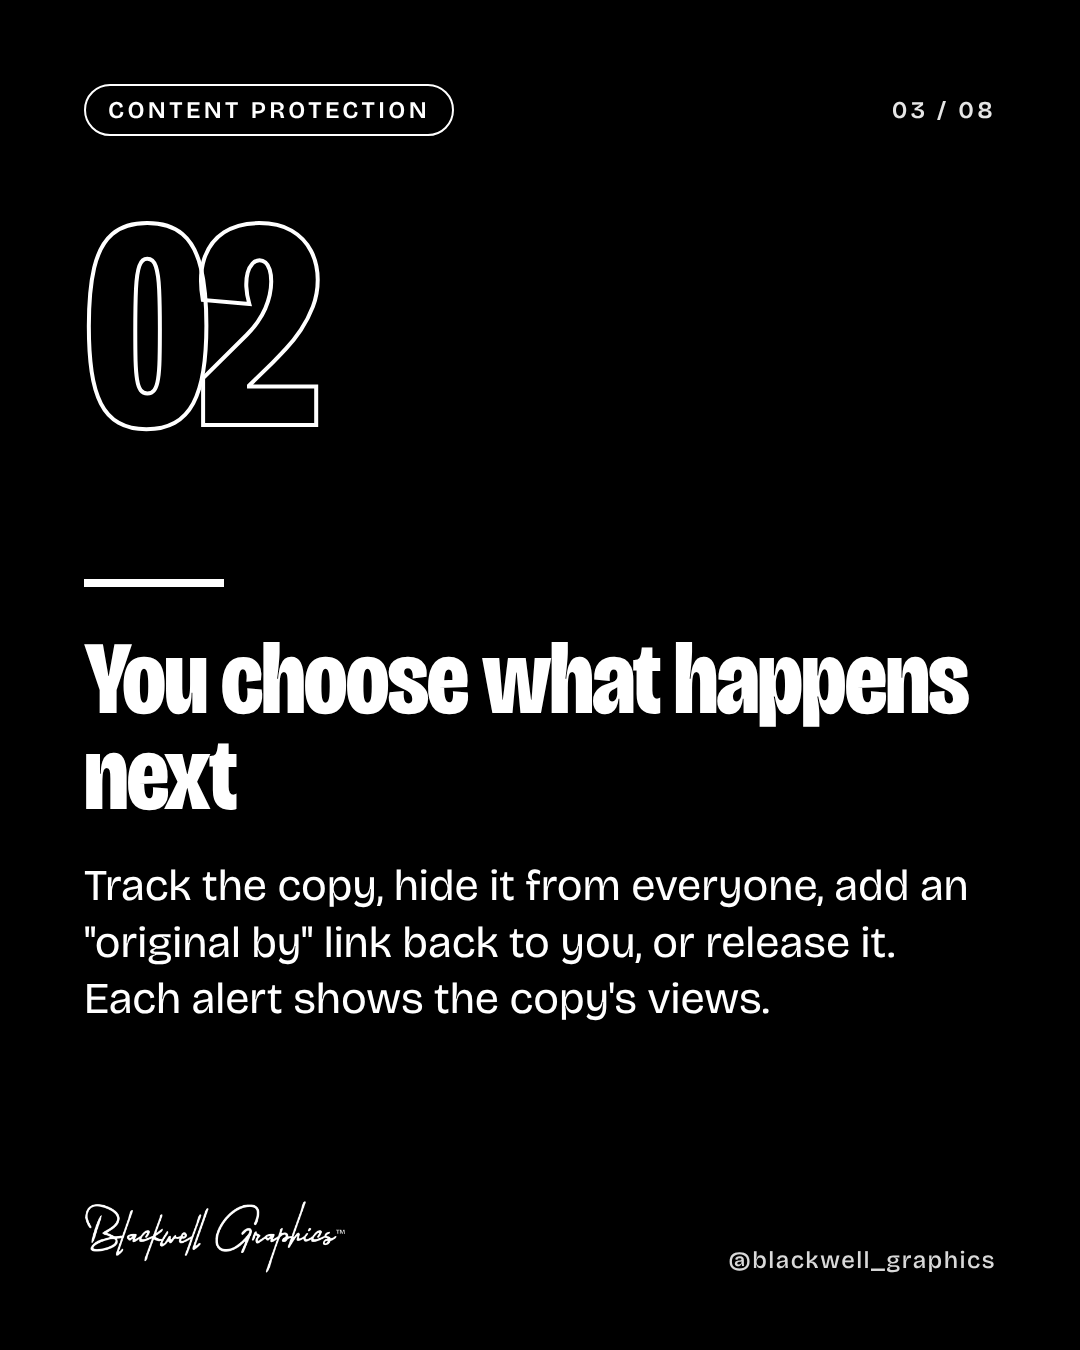 CONTENT PROTECTION
03 / 08
02
You choose what happens
next
Track the copy, hide it from everyone, add an
"original by" link back to you, or release it.
Each alert shows the copy's views.
Blackwell Graphics™
@blackwell_graphics